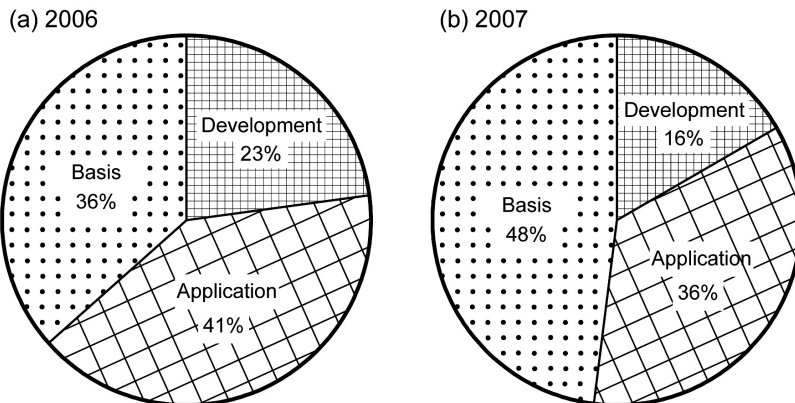 (a) 2006
Development
23%
Basis
36%
Application
41%
(b) 2007
Development
16%
Basis
48%
Application
36%